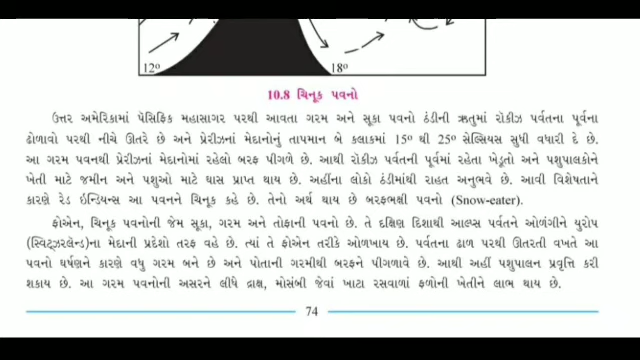 12°
18°
10.8 ચિનૂક પવનો
ઉત્તર અમેરિકામાં પૅસિફિક મહાસાગર પરથી આવતા ગરમ અને સૂકા પવનો ઠંડીની ઋતુમાં રૉકીઝ પર્વતના પૂર્વના
ઢોળાવો પરથી નીચે ઊતરે છે અને પ્રેરીઝનાં મેદાનોનું તાપમાન બે કલાકમાં 15° થી 25° સેલ્સિયસ સુધી વધારી દે છે.
આ ગરમ પવનથી પ્રેરીઝનાં મેદાનોમાં રહેલો બરફ પીગળે છે. આથી રૉકીઝ પર્વતની પૂર્વમાં રહેતા ખેડૂતો અને પશુપાલકોને
ખેતી માટે જમીન અને પશુઓ માટે ઘાસ પ્રાપ્ત થાય છે. અહીંના લોકો ઠંડીમાંથી રાહત અનુભવે છે. આવી વિશેષતાને
કારણે રેડ ઇન્ડિયન્સ આ પવનને ચિનૂક કહે છે. તેનો અર્થ થાય છે બરફભક્ષી પવનો (Snow-eater).
ફોએન, ચિનૂક પવનોની જેમ સૂકા, ગરમ અને તોફાની પવનો છે. તે દક્ષિણ દિશાથી આલ્પ્સ પર્વતને ઓળંગીને યુરોપ
(સ્વિટ્ઝરલૅન્ડ)ના મેદાની પ્રદેશો તરફ વહે છે. ત્યાં તે ફોએન તરીકે ઓળખાય છે. પર્વતના ઢાળ પરથી ઊતરતી વખતે આ
પવનો ઘર્ષણને કારણે વધુ ગરમ બને છે અને પોતાની ગરમીથી બરફને પીગળાવે છે. આથી અહીં પશુપાલન પ્રવૃત્તિ કરી
શકાય છે. આ ગરમ પવનોની અસરને લીધે દ્રાક્ષ, મોસંબી જેવાં ખાટા રસવાળાં ફળોની ખેતીને લાભ થાય છે.
74